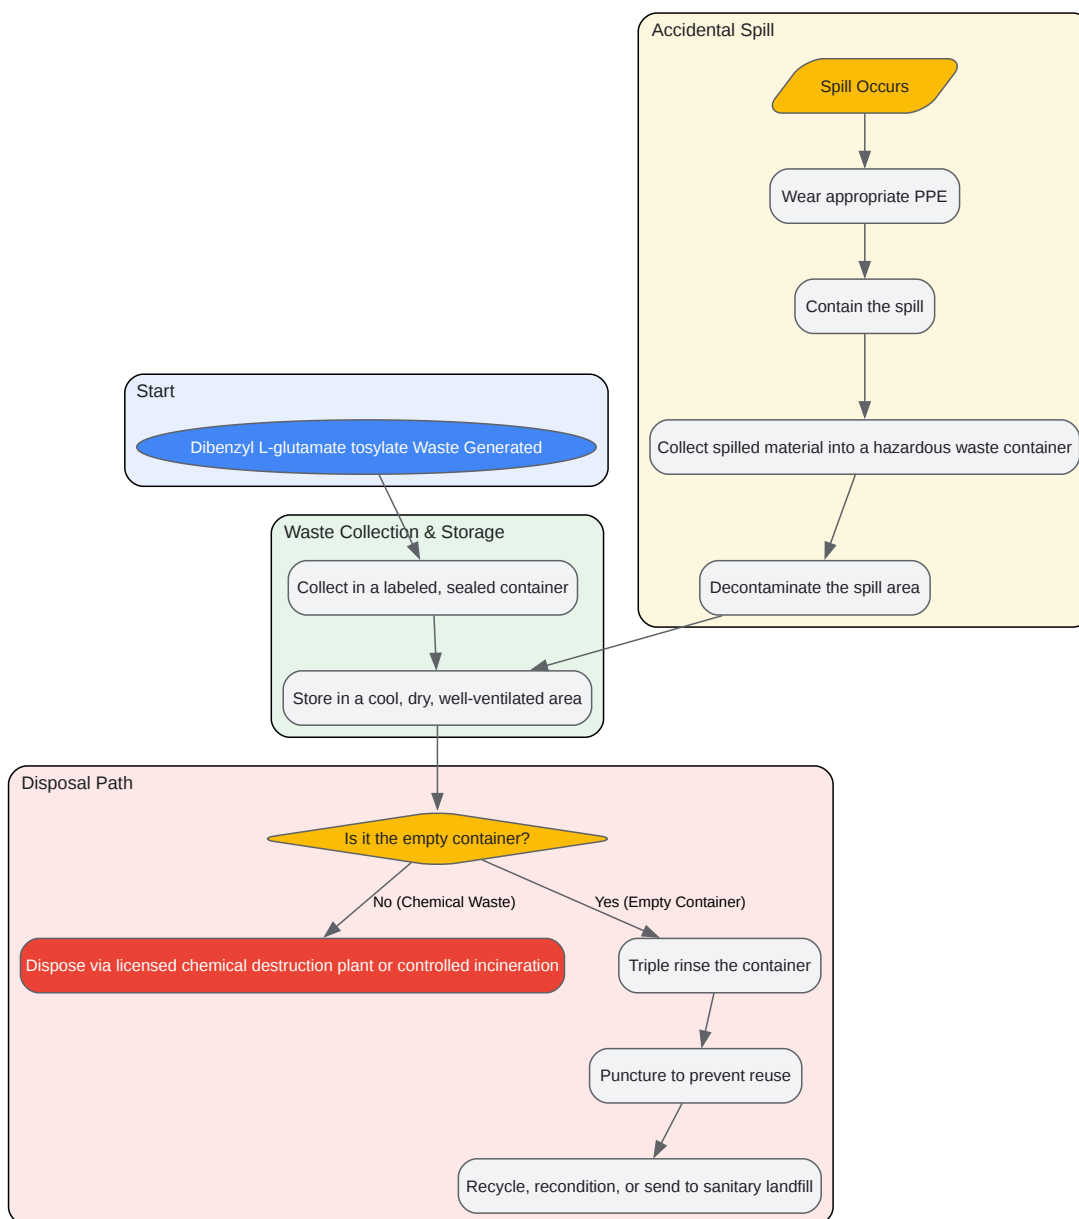 Accidental Spill
Spill Occurs
Wear appropriate PPE
Contain the spill
Collect spilled material into a hazardous waste container
Decontaminate the spill area
Start
Dibenzyl L-glutamate tosylate Waste Generated
Waste Collection & Storage
Collect in a labeled, sealed container
Store in a cool, dry, well-ventilated area
Disposal Path
Is it the empty container?
No (Chemical Waste)
Yes (Empty Container)
Dispose via licensed chemical destruction plant or controlled incineration
Triple rinse the container
Puncture to prevent reuse
Recycle, recondition, or send to sanitary landfill